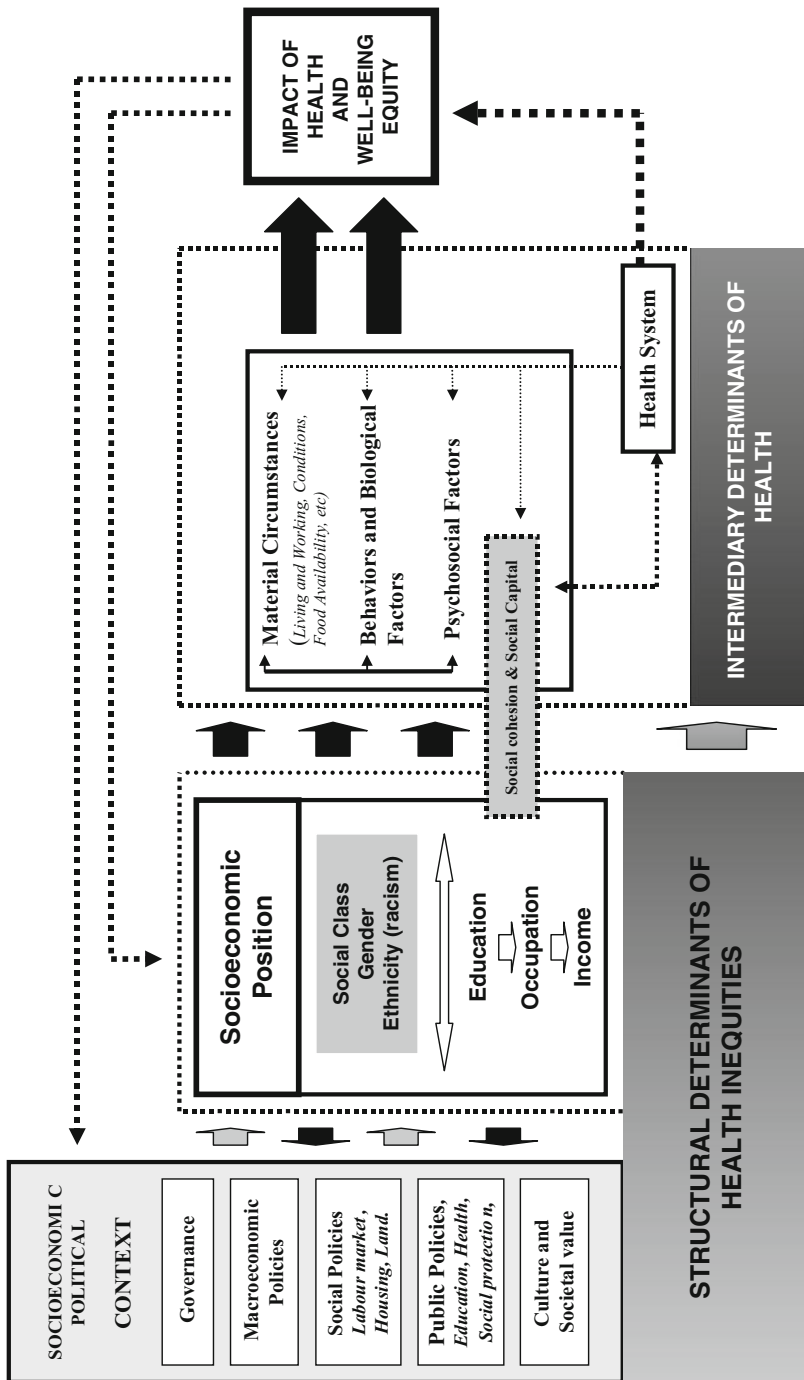 SOCIOECONOMI C
POLITICAL
CONTEXT
Governance
Macroeconomic
Policies
Social Policies
Labour market ,
Housing, Land.
Public Policies,
Education, Health,
Social protectio n,
Culture and
Societal value
Socioeconomic
Position
Social Class
Gender
Ethnicity (racism)
Education
Occupation
Income
Material Circumstances
(Living and Working, Conditions,
Food Availability, etc)
Behaviors and Biological
Factors
Psychosocial Factors
Social cohesion & Social Capital
Health System
IMPACT OF
HEALTH
AND
WELL-BEING
EQUITY
STRUCTURAL DETERMINANTS OF
HEALTH INEQUITIES
INTERMEDIARY DETERMINANTS OF
HEALTH